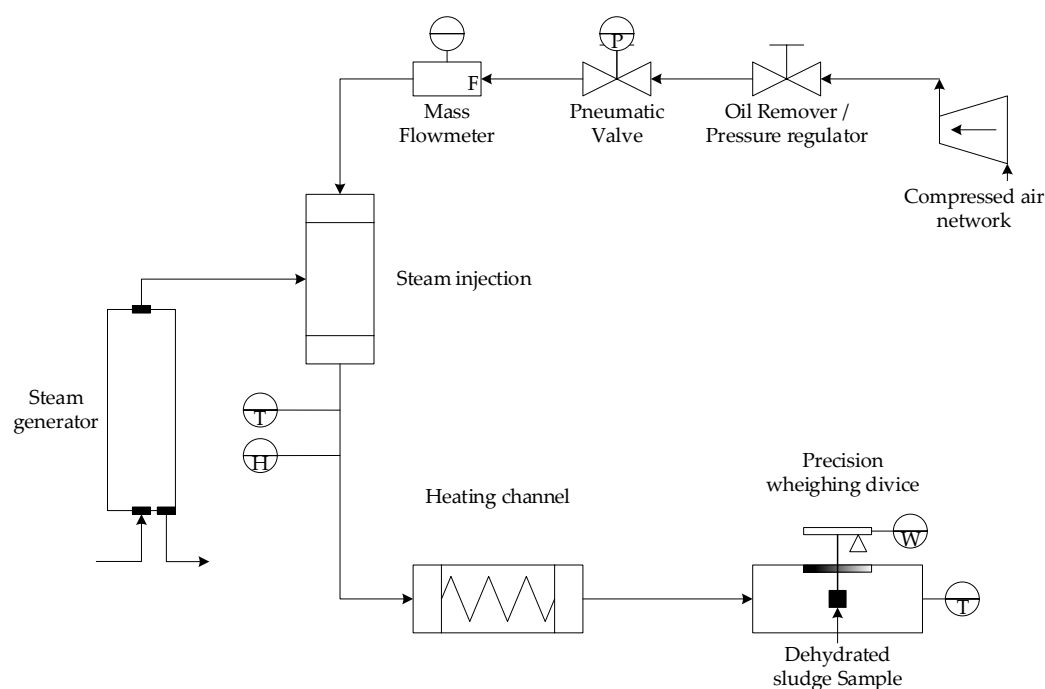 P
F
Mass
Flowmeter
Pneumatic
Valve
Oil Remover /
Pressure regulator
Compressed air
network
Steam injection
Steam
generator
T
H
Heating channel
Precision
wheighing divice
W
T
Dehydrated
sludge Sample